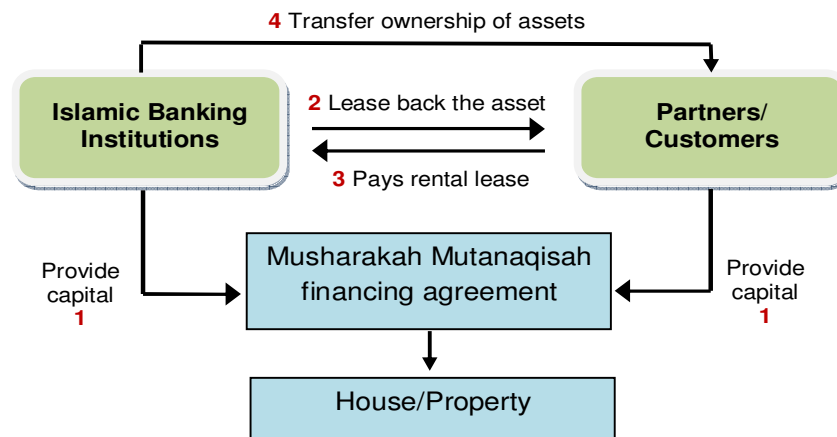 4 Transfer ownership of assets
Islamic Banking
Institutions
2 Lease back the asset
3 Pays rental lease
Partners/
Customers
Provide
capital
1
Musharakah Mutanaqisah
financing agreement
Provide
capital
1
House/Property